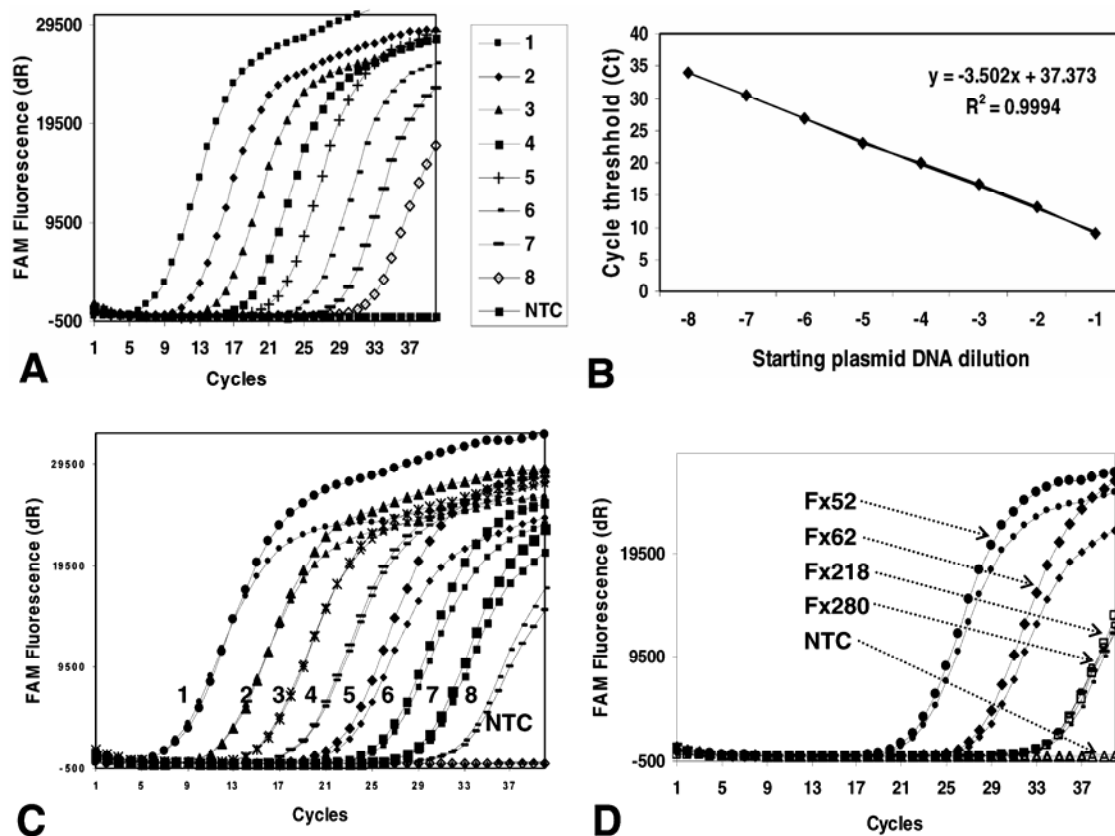 29500
19500
9500
-500
1 5 9 13 17 21 25 29 33 37
Cycles
FAM Fluorescence (dR)
1
2
3
4
5
6
7
8
NTC
A
40
35
30
25
20
15
10
5
0
-8 -7 -6 -5 -4 -3 -2 -1
Starting plasmid DNA dilution
Cycle threshhold (Ct)
y = -3.502x + 37.373
R² = 0.9994
B
29500
19500
9500
-500
1 5 9 13 17 21 25 29 33 37
Cycles
FAM Fluorescence (dR)
1 2 3 4 5 6 7 8
NTC
C
19500
9500
-500
1 5 9 13 17 21 25 29 33 37
Cycles
FAM Fluorescence (dR)
Fx52
Fx62
Fx218
Fx280
NTC
D